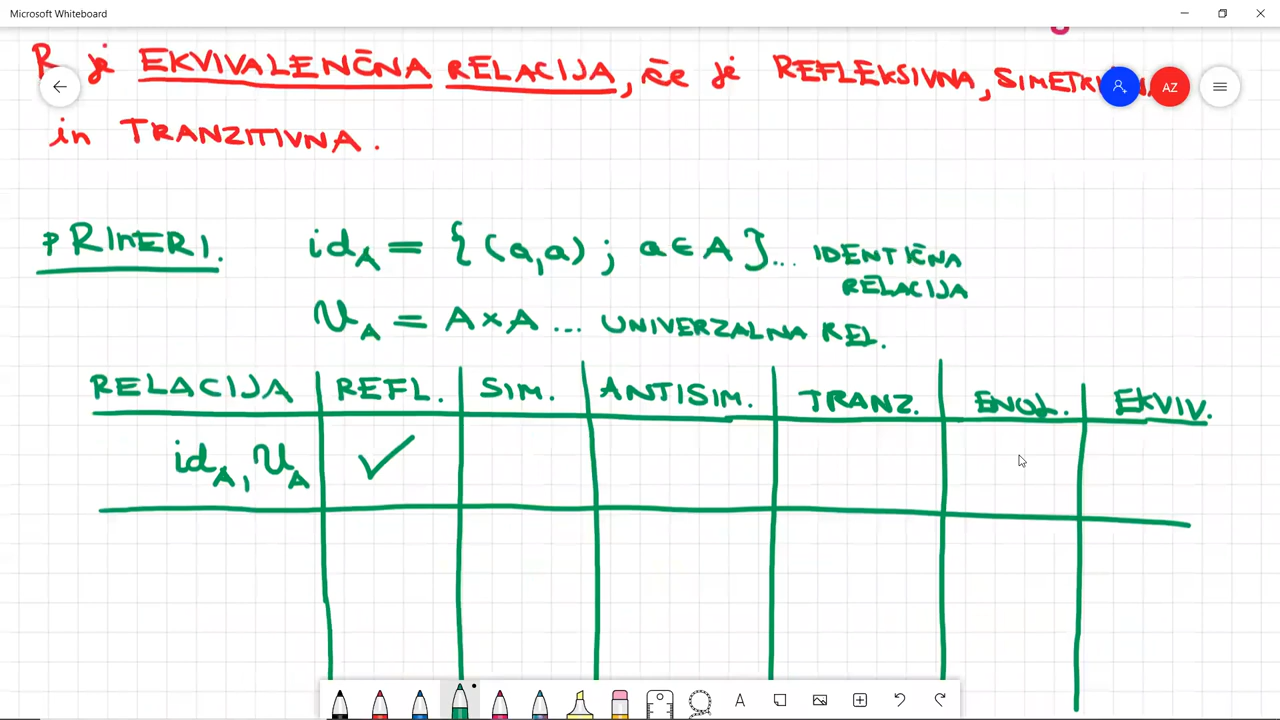 Microsoft Whiteboard
R je EKVIVALENČNA RELACIJA, če je REFLEKSIVNA,
AZ
in TRANZITIVNA.
PRIMERI. id_A = {(a,a) ; a ∈ A} ... IDENTIČNA
RELACIJA
U_A = A × A ... UNIVERZALNA REL.
RELACIJA REFL. SIM. ANTISIM. TRANZ. ENOL. EKVIV.
id_A, U_A ✓
A